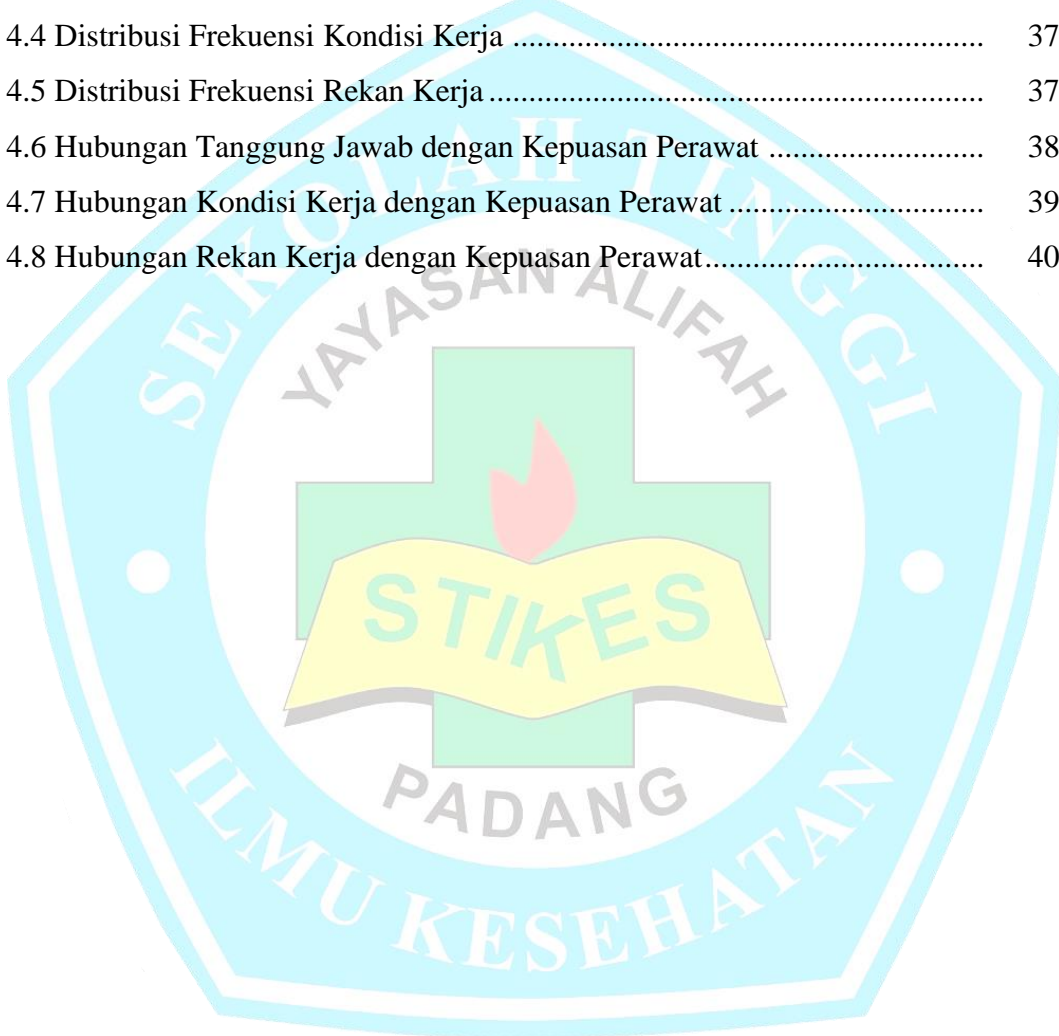 4.4 Distribusi Frekuensi Kondisi Kerja ........................................................... 37
4.5 Distribusi Frekuensi Rekan Kerja .............................................................. 37
4.6 Hubungan Tanggung Jawab dengan Kepuasan Perawat ........................... 38
4.7 Hubungan Kondisi Kerja dengan Kepuasan Perawat ................................ 39
4.8 Hubungan Rekan Kerja dengan Kepuasan Perawat ................................... 40
SEKOLAH TINGGI
YAYASAN ALIFAH
STIKES
PADANG
ILMU KESEHATAN